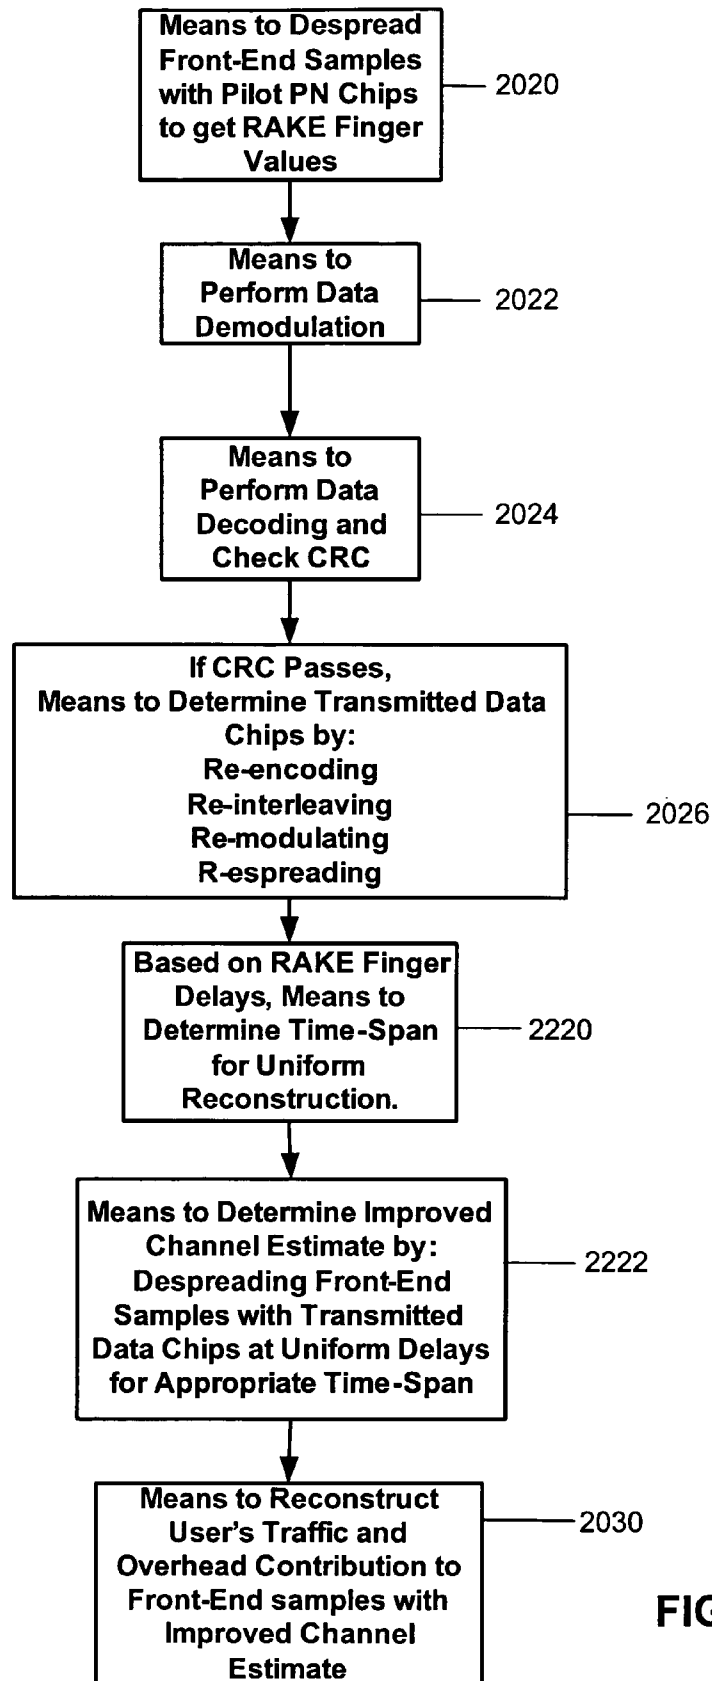 Means to Despread
Front-End Samples
with Pilot PN Chips
to get RAKE Finger
Values
2020
Means to
Perform Data
Demodulation
2022
Means to
Perform Data
Decoding and
Check CRC
2024
If CRC Passes,
Means to Determine Transmitted Data
Chips by:
Re-encoding
Re-interleaving
Re-modulating
R-espreading
2026
Based on RAKE Finger
Delays, Means to
Determine Time-Span
for Uniform
Reconstruction.
2220
Means to Determine Improved
Channel Estimate by:
Despreading Front-End
Samples with Transmitted
Data Chips at Uniform Delays
for Appropriate Time-Span
2222
Means to Reconstruct
User's Traffic and
Overhead Contribution to
Front-End samples with
Improved Channel
Estimate
2030
FIG